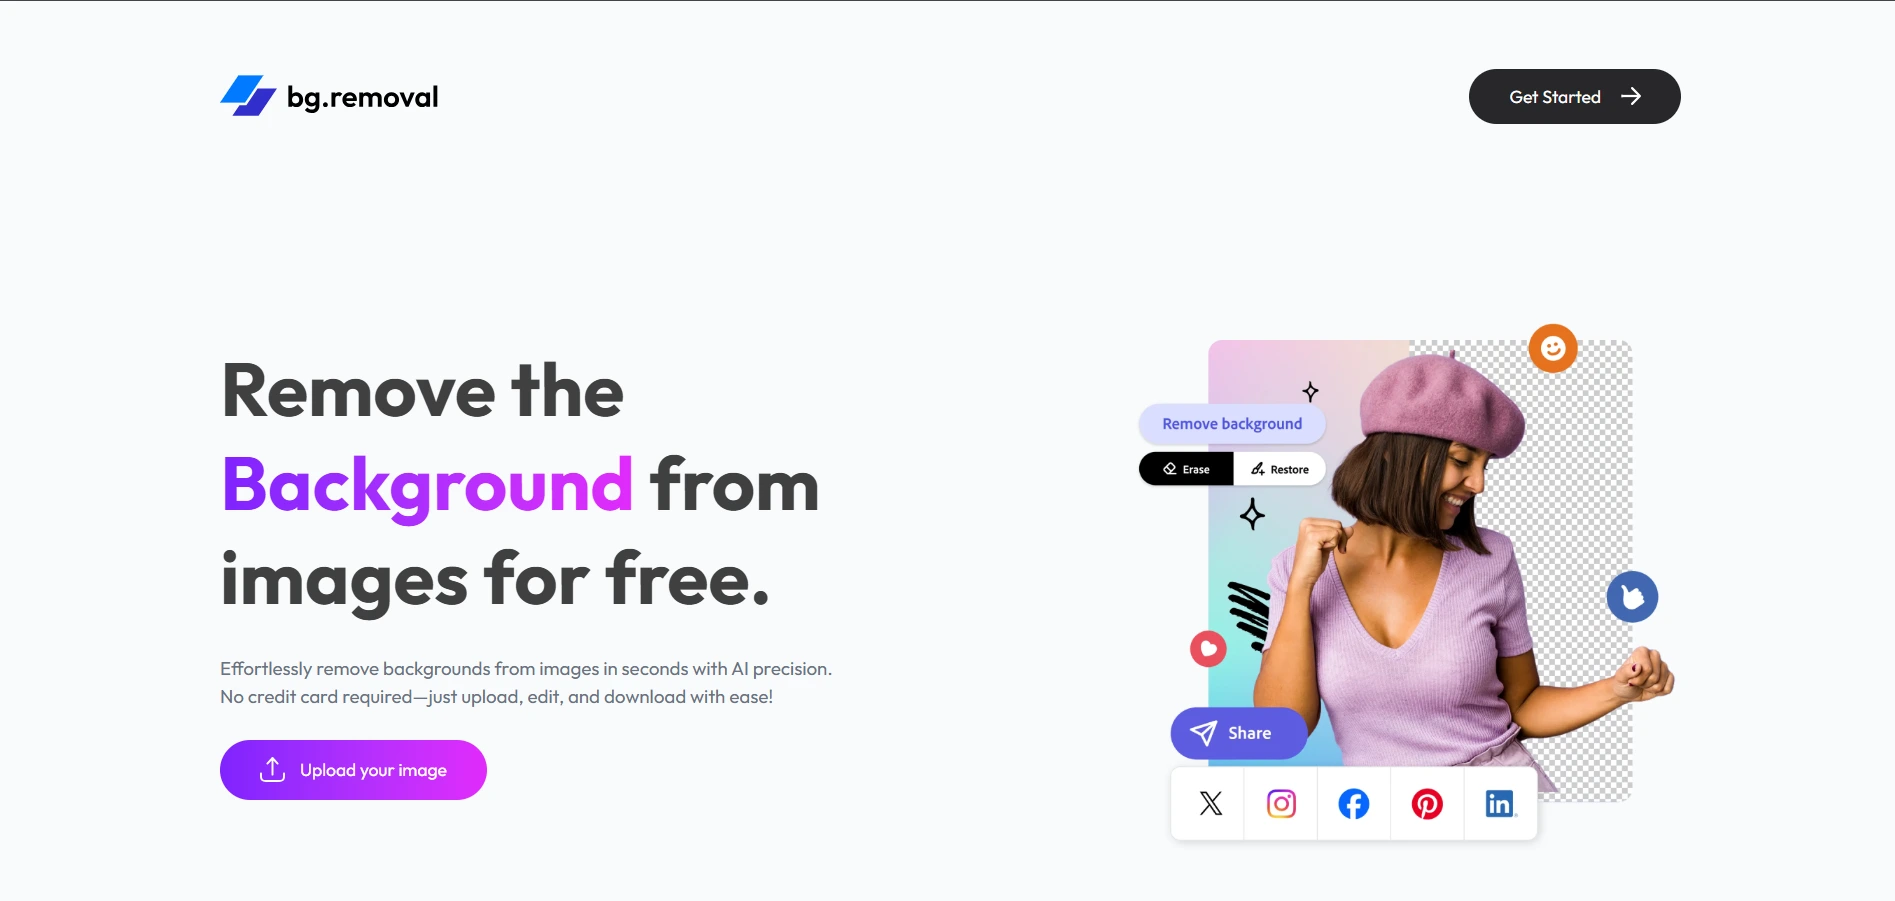 bg.removal
Get Started
Remove the
Background from
images for free.
Effortlessly remove backgrounds from images in seconds with AI precision.
No credit card required—just upload, edit, and download with ease!
Upload your image
Remove background
Erase
Restore
Share